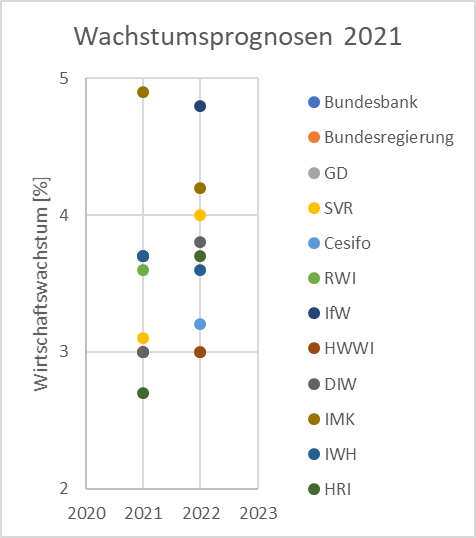 Wachstumsprognosen 2021
Wirtschaftswachstum [%]
5
4
3
2
2020 2021 2022 2023
Bundesbank
Bundesregierung
GD
SVR
Cesifo
RWI
IfW
HWWI
DIW
IMK
IWH
HRI